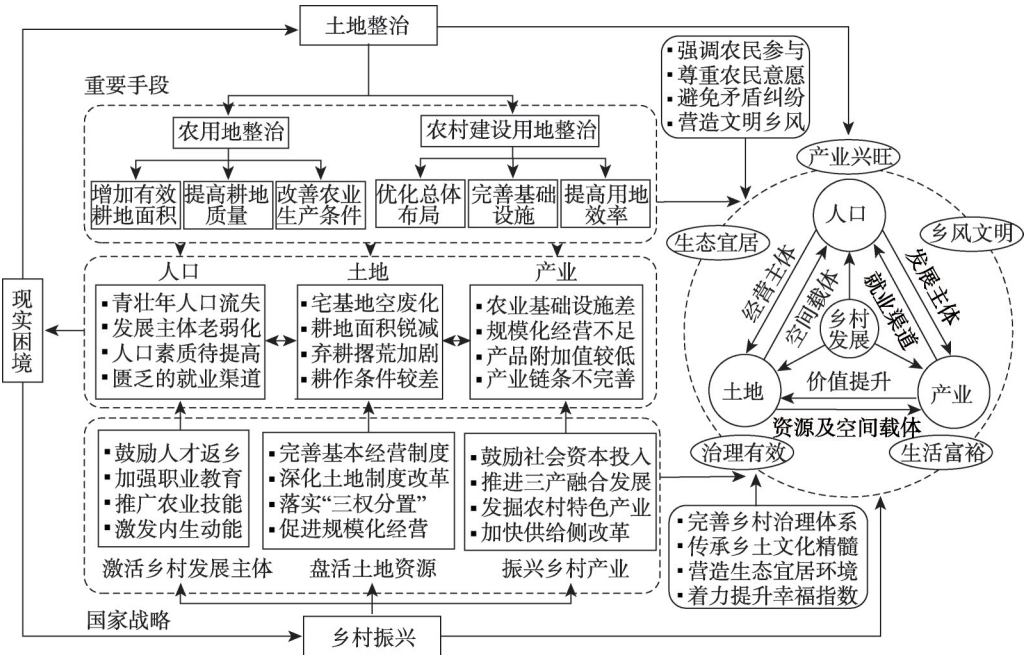 土地整治
重要手段
农用地整治
农村建设用地整治
增加有效
耕地面积
提高耕地
质量
改善农业
生产条件
优化总体
布局
完善基础
设施
提高用地
效率
▪ 强调农民参与
▪ 尊重农民意愿
▪ 避免矛盾纠纷
▪ 营造文明乡风
现实困境
人口
▪ 青壮年人口流失
▪ 发展主体老弱化
▪ 人口素质待提高
▪ 匮乏的就业渠道
土地
▪ 宅基地空废化
▪ 耕地面积锐减
▪ 弃耕撂荒加剧
▪ 耕作条件较差
产业
▪ 农业基础设施差
▪ 规模化经营不足
▪ 产品附加值较低
▪ 产业链条不完善
▪ 鼓励人才返乡
▪ 加强职业教育
▪ 推广农业技能
▪ 激发内生动能
激活乡村发展主体
▪ 完善基本经营制度
▪ 深化土地制度改革
▪ 落实“三权分置”
▪ 促进规模化经营
盘活土地资源
▪ 鼓励社会资本投入
▪ 推进三产融合发展
▪ 发掘农村特色产业
▪ 加快供给侧改革
振兴乡村产业
国家战略
乡村振兴
产业兴旺
生态宜居
乡风文明
人口
经营主体
空间载体
就业渠道
发展主体
乡村
发展
土地
价值提升
产业
资源及空间载体
治理有效
生活富裕
▪ 完善乡村治理体系
▪ 传承乡土文化精髓
▪ 营造生态宜居环境
▪ 着力提升幸福指数